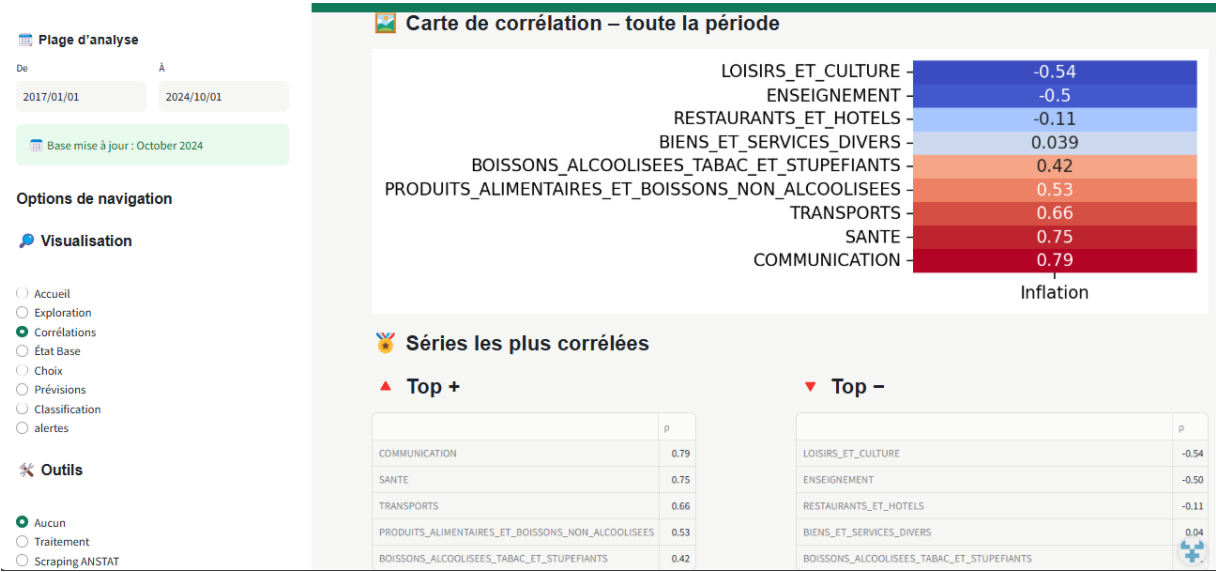 Plage d'analyse
De
À
2017/01/01
2024/10/01
Base mise à jour : October 2024
Options de navigation
Visualisation
Accueil
Exploration
Corrélations
État Base
Choix
Prévisions
Classification
alertes
Outils
Aucun
Traitement
Scraping ANSTAT
Carte de corrélation – toute la période
LOISIRS_ET_CULTURE -0.54
ENSEIGNEMENT -0.5
RESTAURANTS_ET_HOTELS -0.11
BIENS_ET_SERVICES_DIVERS 0.039
BOISSONS_ALCOOLISEES_TABAC_ET_STUPEFIANTS 0.42
PRODUITS_ALIMENTAIRES_ET_BOISSONS_NON_ALCOOLISEES 0.53
TRANSPORTS 0.66
SANTE 0.75
COMMUNICATION 0.79
Inflation
Séries les plus corrélées
Top +
ρ
COMMUNICATION 0.79
SANTE 0.75
TRANSPORTS 0.66
PRODUITS_ALIMENTAIRES_ET_BOISSONS_NON_ALCOOLISEES 0.53
BOISSONS_ALCOOLISEES_TABAC_ET_STUPEFIANTS 0.42
Top −
ρ
LOISIRS_ET_CULTURE -0.54
ENSEIGNEMENT -0.50
RESTAURANTS_ET_HOTELS -0.11
BIENS_ET_SERVICES_DIVERS 0.04
BOISSONS_ALCOOLISEES_TABAC_ET_STUPEFIANTS